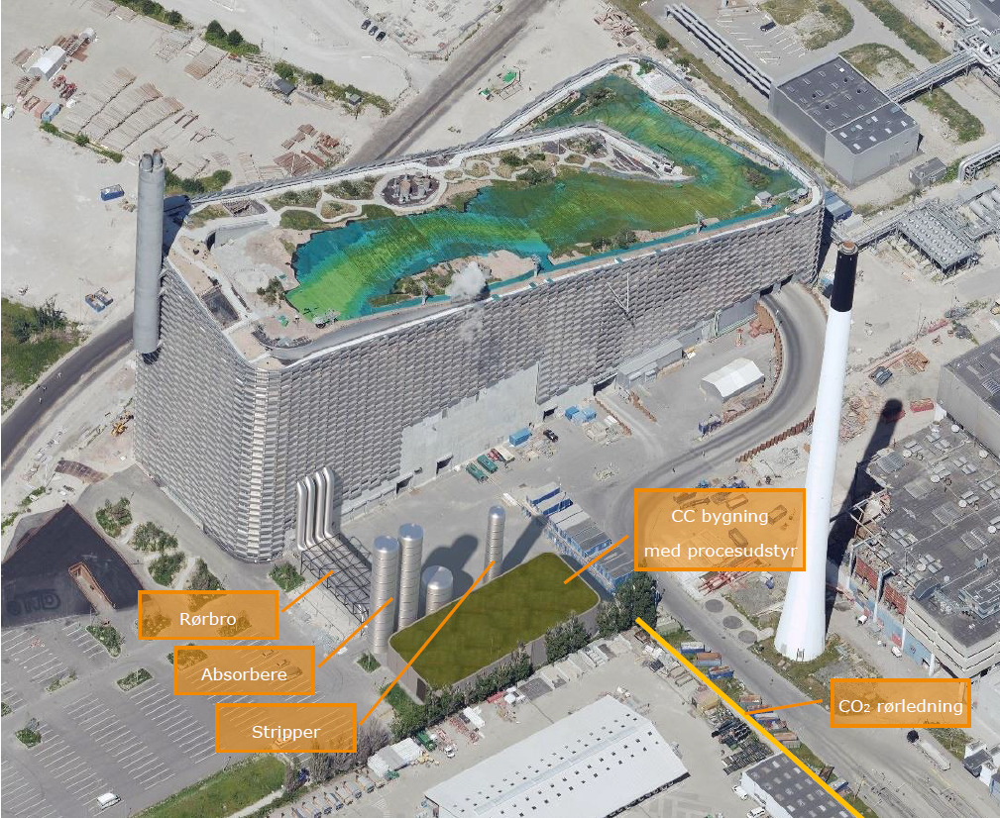 CC bygning
med procesudstyr
Rørbro
Absorbere
Stripper
CO₂ rørledning